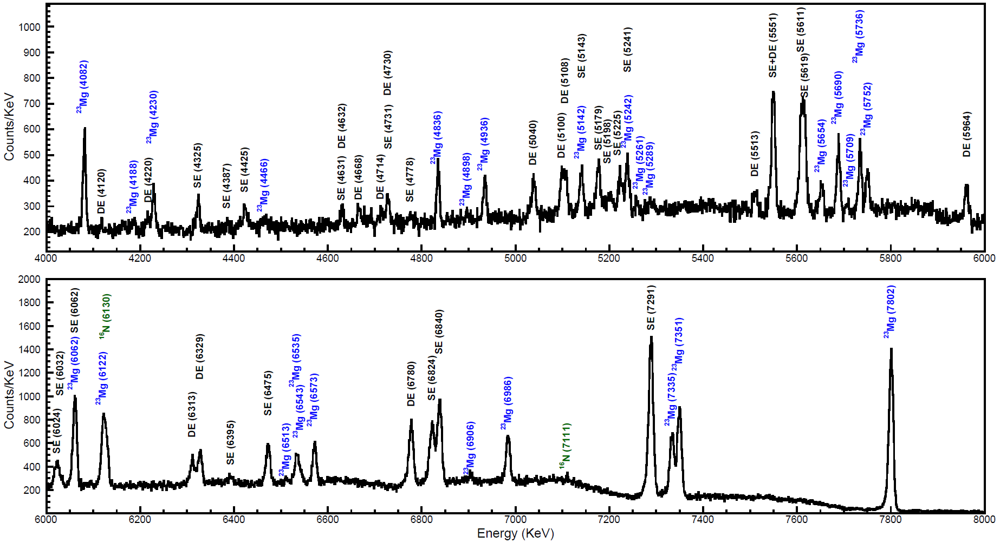 Counts/KeV
1000
900
800
700
600
500
400
300
200
²³Mg (4082)
DE (4120)
²³Mg (4188)
DE (4220)
²³Mg (4230)
SE (4325)
SE (4387)
SE (4425)
²³Mg (4466)
SE (4631)
DE (4632)
DE (4668)
DE (4714)
SE (4731)
DE (4730)
SE (4778)
²³Mg (4836)
²³Mg (4898)
²³Mg (4936)
DE (5040)
DE (5100)
DE (5108)
²³Mg (5142)
SE (5143)
SE (5179)
SE (5198)
SE (5225)
²³Mg (5242)
SE (5241)
²³Mg (5261)
²³Mg (5289)
DE (5513)
SE+DE (5551)
SE (5611)
SE (5619)
²³Mg (5654)
²³Mg (5690)
²³Mg (5709)
²³Mg (5736)
²³Mg (5752)
DE (5964)
4000 4200 4400 4600 4800 5000 5200 5400 5600 5800 6000
Counts/KeV
2000
1800
1600
1400
1200
1000
800
600
400
200
SE (6024)
SE (6032)
²³Mg (6062)
SE (6062)
²³Mg (6122)
¹⁶N (6130)
DE (6313)
DE (6329)
SE (6395)
SE (6475)
²³Mg (6513)
²³Mg (6535)
²³Mg (6543)
²³Mg (6573)
DE (6780)
SE (6824)
SE (6840)
²³Mg (6906)
²³Mg (6986)
¹⁶N (7111)
SE (7291)
²³Mg (7335)
²³Mg (7351)
²³Mg (7802)
6000 6200 6400 6600 6800 7000 7200 7400 7600 7800 8000
Energy (KeV)